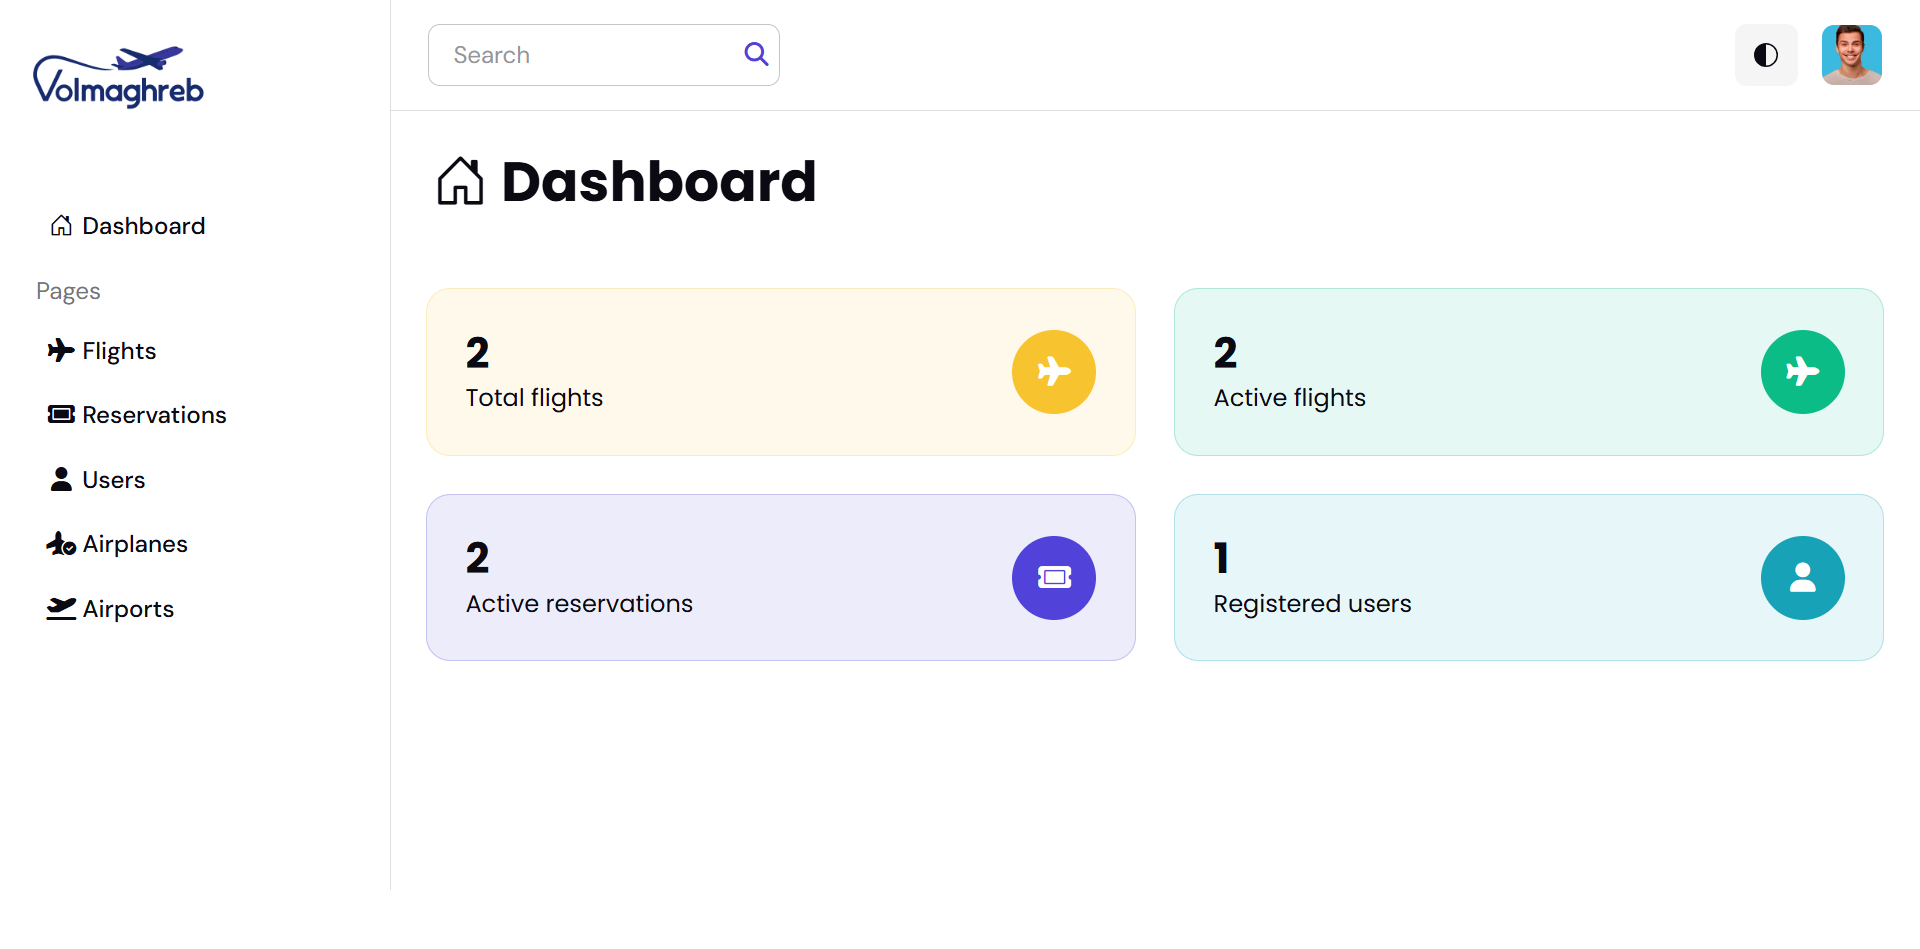 Volmaghreb
Search
Dashboard
Pages
Flights
Reservations
Users
Airplanes
Airports
Dashboard
2
Total flights
2
Active flights
2
Active reservations
1
Registered users